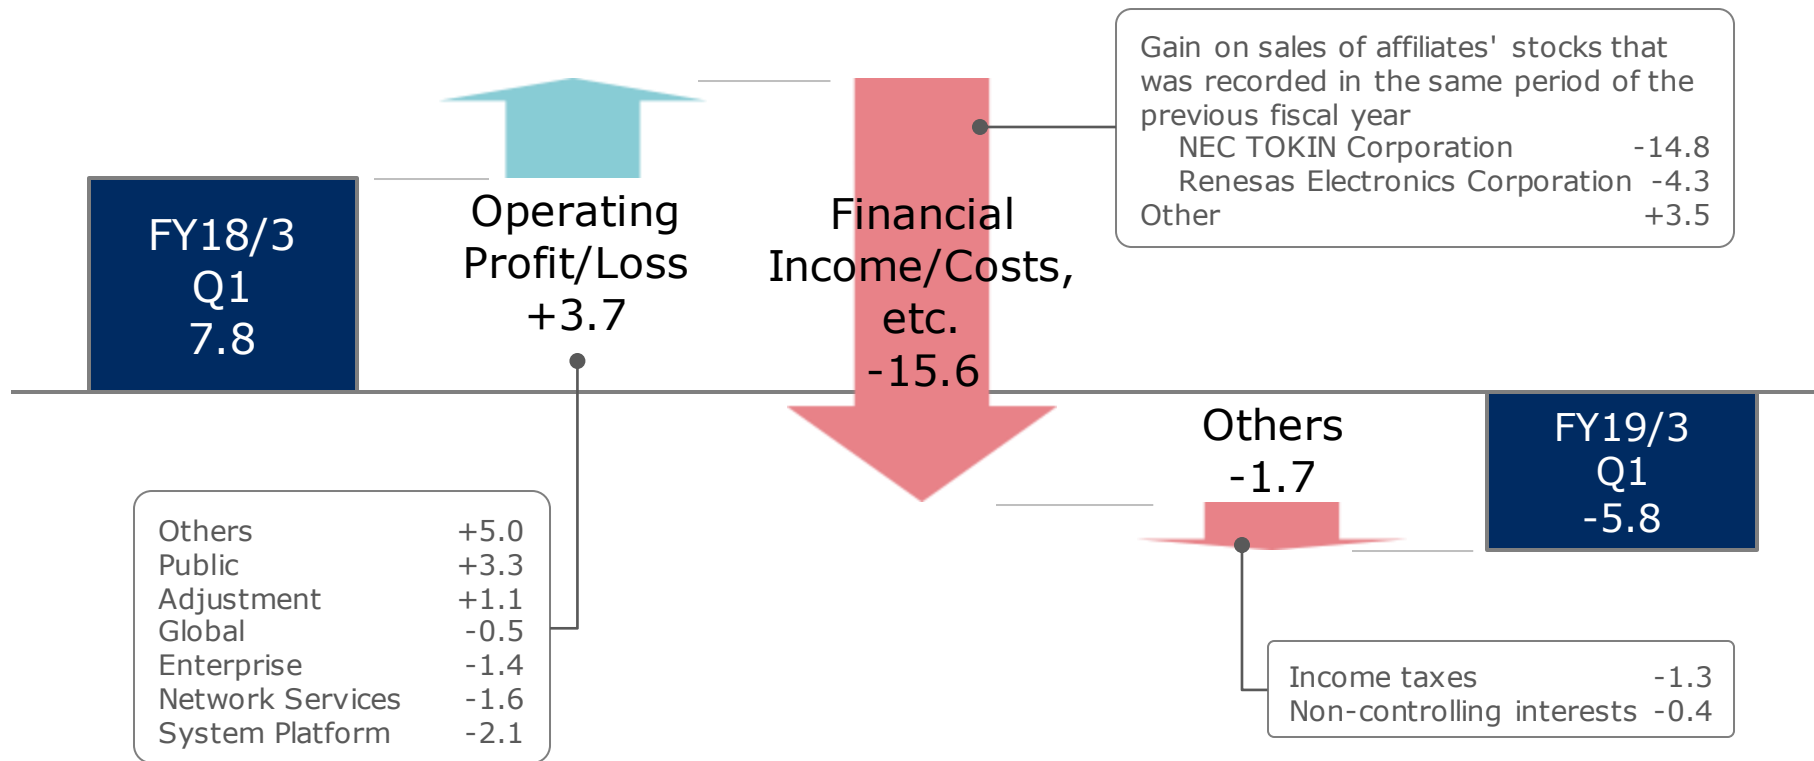 FY18/3
Q1
7.8
Operating
Profit/Loss
+3.7
Financial
Income/Costs,
etc.
-15.6
Gain on sales of affiliates' stocks that
was recorded in the same period of the
previous fiscal year
NEC TOKIN Corporation -14.8
Renesas Electronics Corporation -4.3
Other +3.5
Others
-1.7
FY19/3
Q1
-5.8
Others +5.0
Public +3.3
Adjustment +1.1
Global -0.5
Enterprise -1.4
Network Services -1.6
System Platform -2.1
Income taxes -1.3
Non-controlling interests -0.4